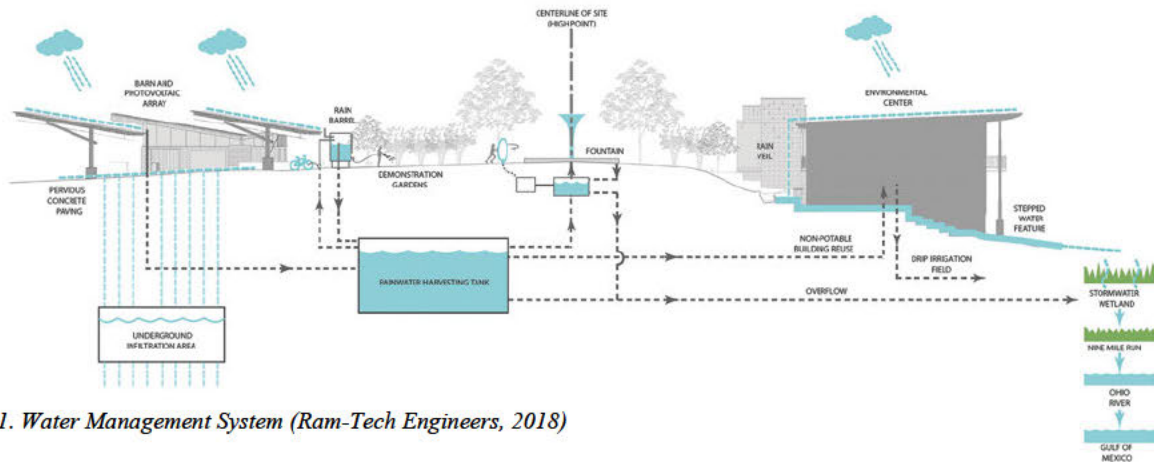 CENTERLINE OF SITE
(HIGH POINT)
BARN AND
PHOTOVOLTAIC
ARRAY
RAIN
BARREL
ENVIRONMENTAL
CENTER
FOUNTAIN
RAIN
VEIL
PERVIOUS
CONCRETE
PAVING
DEMONSTRATION
GARDENS
STEPPED
WATER
FEATURE
NON-POTABLE
BUILDING REUSE
DRIP IRRIGATION
FIELD
RAINWATER HARVESTING TANK
OVERFLOW
STORMWATER
WETLAND
UNDERGROUND
INFILTRATION AREA
NINE MILE RUN
OHIO
RIVER
GULF OF
MEXICO
1. Water Management System (Ram-Tech Engineers, 2018)